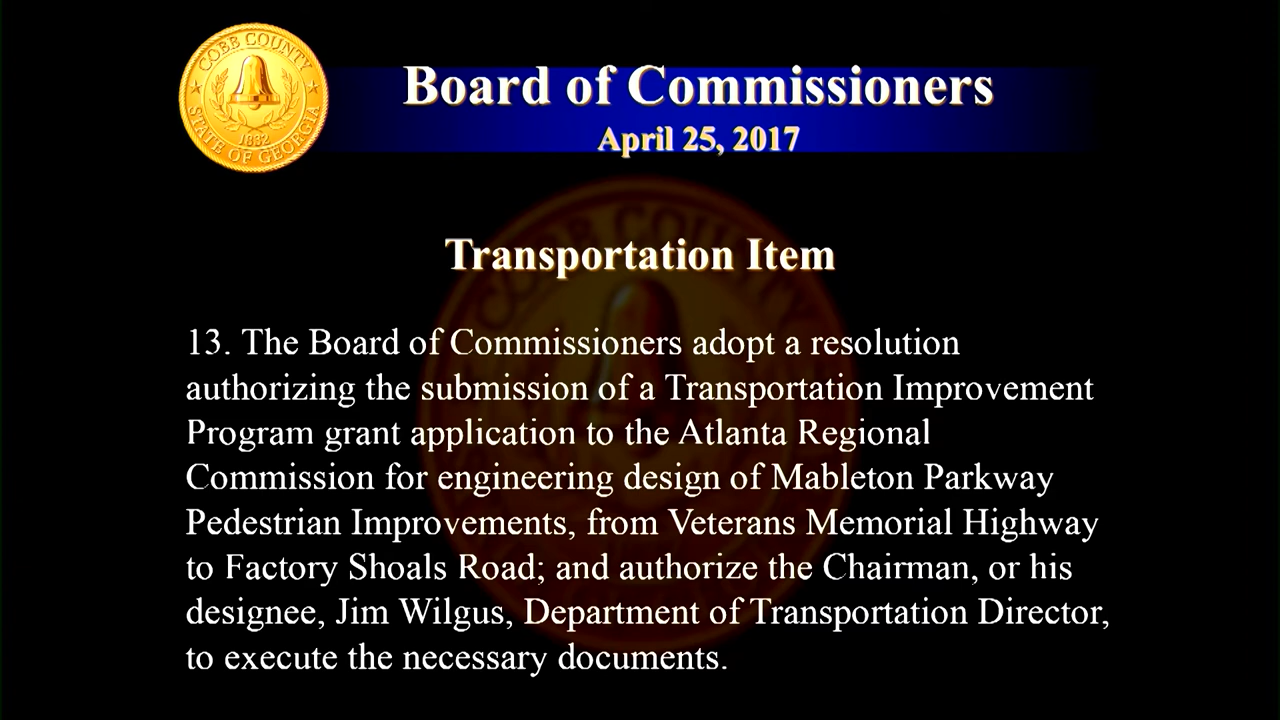 COBB COUNTY
STATE OF GEORGIA
1832
Board of Commissioners
April 25, 2017
Transportation Item
13. The Board of Commissioners adopt a resolution
authorizing the submission of a Transportation Improvement
Program grant application to the Atlanta Regional
Commission for engineering design of Mableton Parkway
Pedestrian Improvements, from Veterans Memorial Highway
to Factory Shoals Road; and authorize the Chairman, or his
designee, Jim Wilgus, Department of Transportation Director,
to execute the necessary documents.